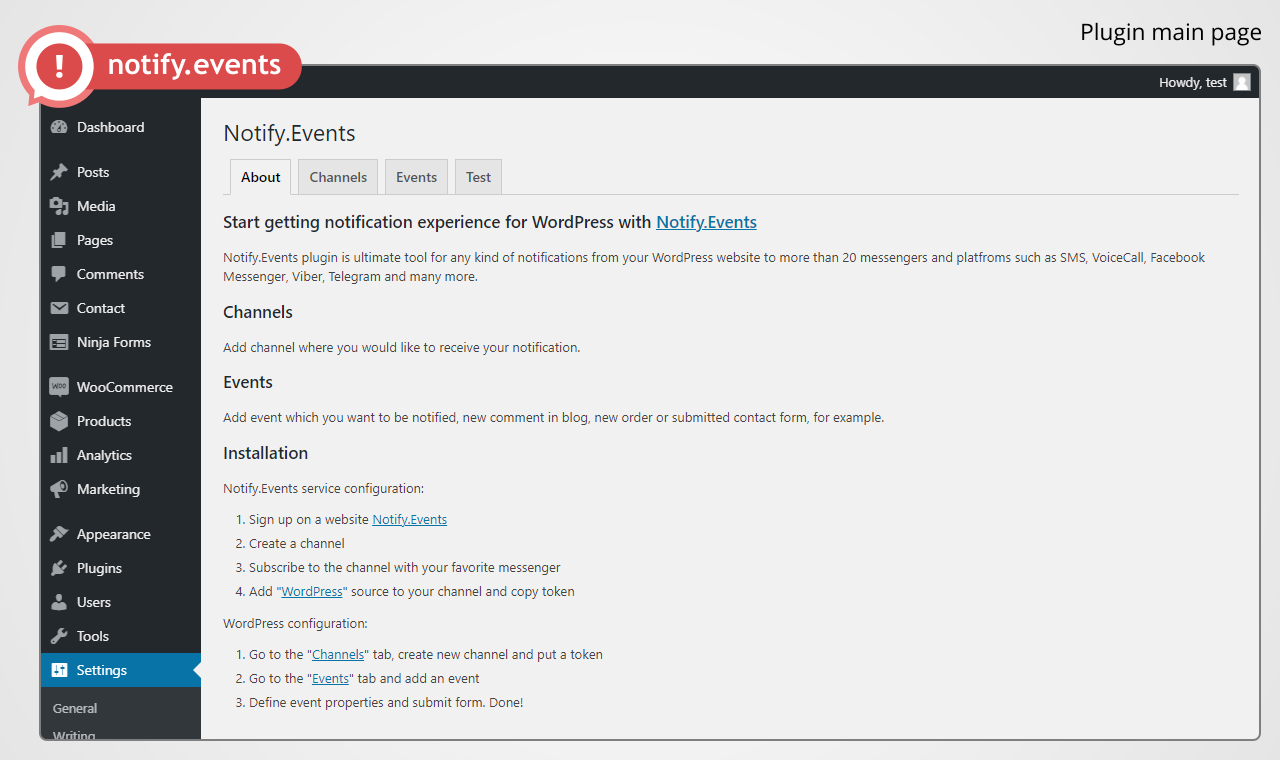 Plugin main page
! notify.events
Howdy, test
Dashboard
Posts
Media
Pages
Comments
Contact
Ninja Forms
WOO WooCommerce
Products
Analytics
Marketing
Appearance
Plugins
Users
Tools
Settings
General
Writing
Notify.Events
About Channels Events Test
Start getting notification experience for WordPress with Notify.Events
Notify.Events plugin is ultimate tool for any kind of notifications from your WordPress website to more than 20 messengers and platfroms such as SMS, VoiceCall, Facebook
Messenger, Viber, Telegram and many more.
Channels
Add channel where you would like to receive your notification.
Events
Add event which you want to be notified, new comment in blog, new order or submitted contact form, for example.
Installation
Notify.Events service configuration:
1. Sign up on a website Notify.Events
2. Create a channel
3. Subscribe to the channel with your favorite messenger
4. Add "WordPress" source to your channel and copy token
WordPress configuration:
1. Go to the "Channels" tab, create new channel and put a token
2. Go to the "Events" tab and add an event
3. Define event properties and submit form. Done!